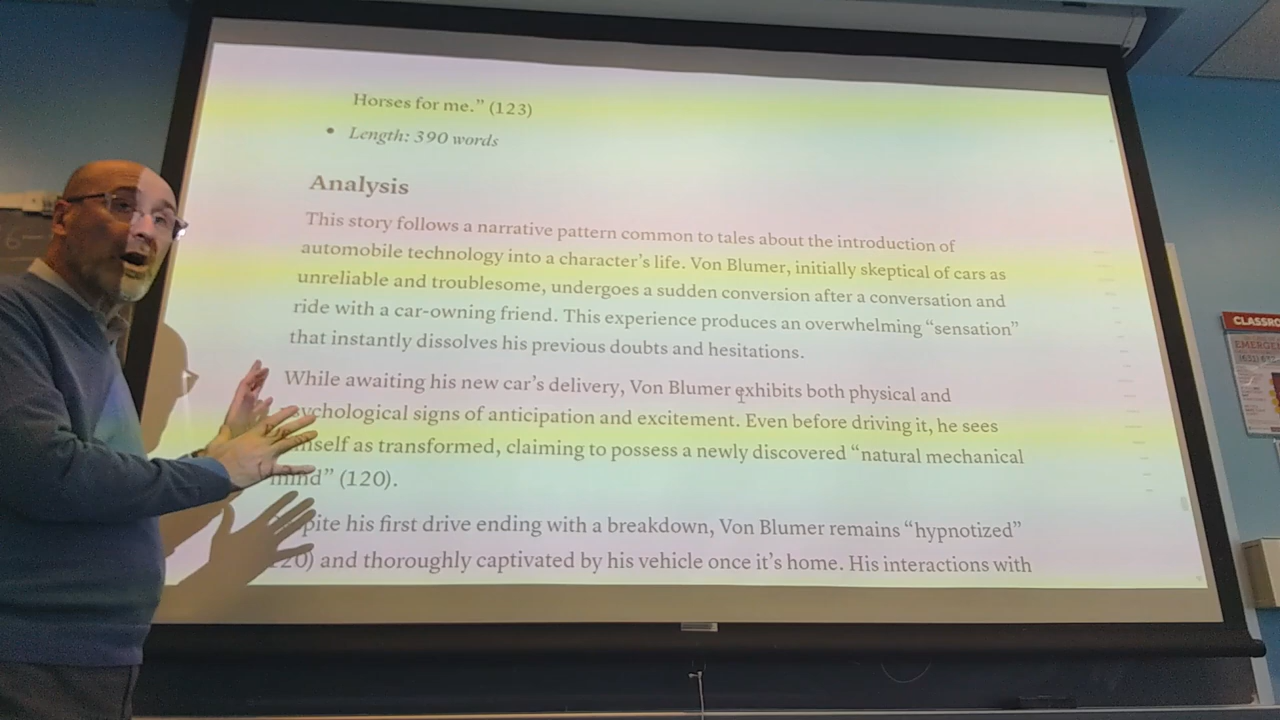 Horses for me.” (123)
• Length: 390 words
Analysis
This story follows a narrative pattern common to tales about the introduction of
automobile technology into a character’s life. Von Blumer, initially skeptical of cars as
unreliable and troublesome, undergoes a sudden conversion after a conversation and
ride with a car-owning friend. This experience produces an overwhelming “sensation”
that instantly dissolves his previous doubts and hesitations.
While awaiting his new car’s delivery, Von Blumer exhibits both physical and
psychological signs of anticipation and excitement. Even before driving it, he sees
himself as transformed, claiming to possess a newly discovered “natural mechanical
mind” (120).
his first drive ending with a breakdown, Von Blumer remains “hypnotized”
and thoroughly captivated by his vehicle once it’s home. His interactions with
CLASSRO
EMERGEN